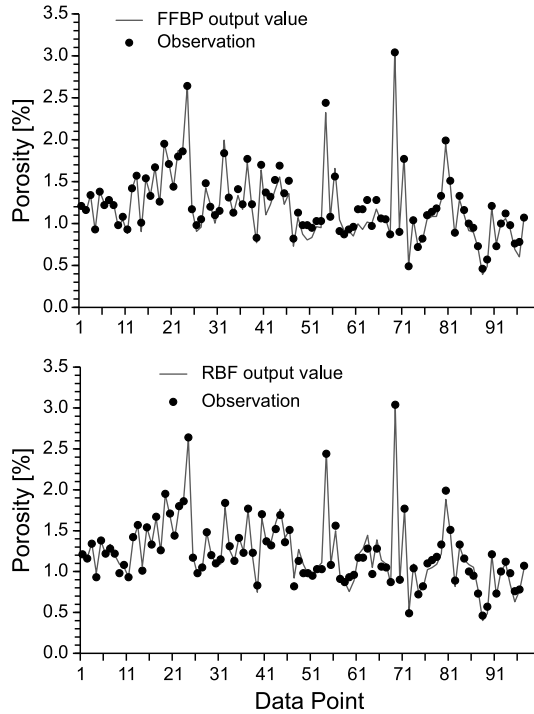 3.5
FFBP output value
Observation
3.0
2.5
2.0
1.5
1.0
0.5
0.0
Porosity [%]
1 11 21 31 41 51 61 71 81 91
3.5
RBF output value
Observation
3.0
2.5
2.0
1.5
1.0
0.5
0.0
Porosity [%]
1 11 21 31 41 51 61 71 81 91
Data Point